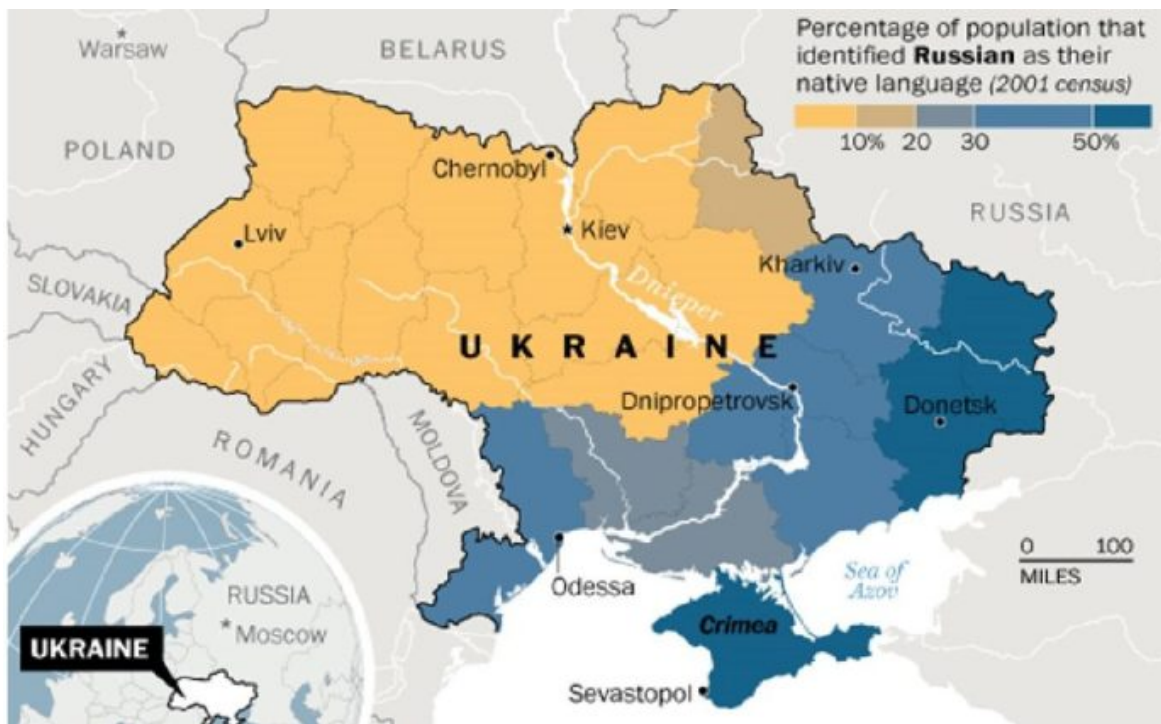 Percentage of population that
identified Russian as their
native language (2001 census)
10% 20 30 50%
Warsaw
BELARUS
POLAND
Chernobyl
RUSSIA
Lviv
Kiev
Kharkiv
SLOVAKIA
Dnieper
UKRAINE
HUNGARY
Dnipropetrovsk
Donetsk
ROMANIA
MOLDOVA
0 100
MILES
Odessa
Sea of
Azov
RUSSIA
Moscow
Crimea
UKRAINE
Sevastopol